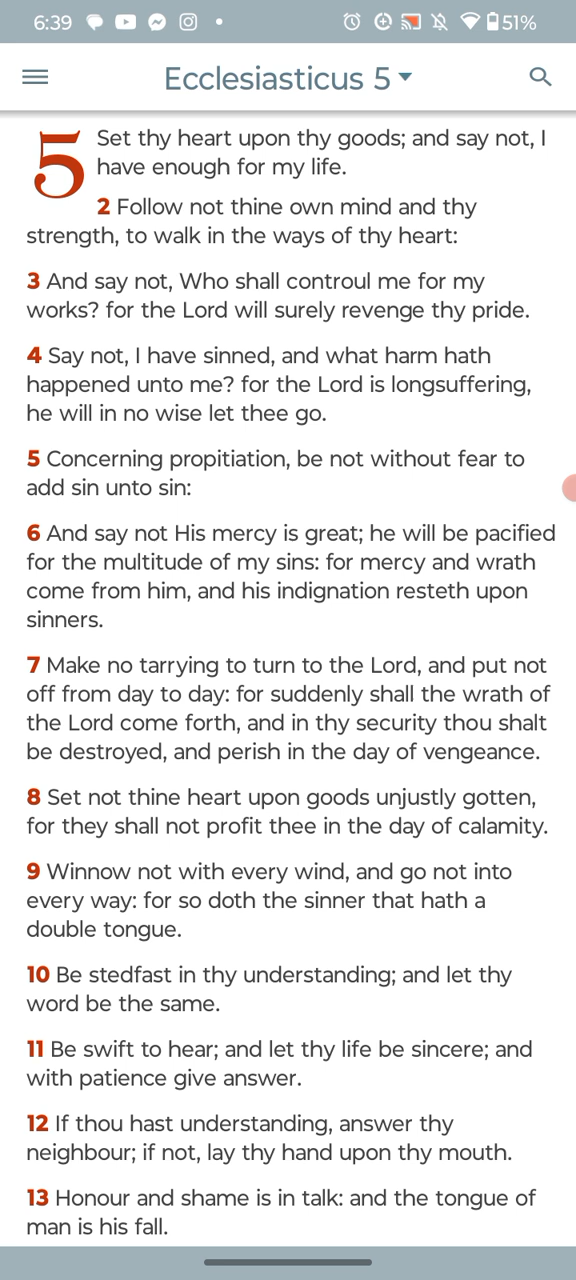 6:39
51%
Ecclesiasticus 5
5 Set thy heart upon thy goods; and say not, I
have enough for my life.
2 Follow not thine own mind and thy
strength, to walk in the ways of thy heart:
3 And say not, Who shall controul me for my
works? for the Lord will surely revenge thy pride.
4 Say not, I have sinned, and what harm hath
happened unto me? for the Lord is longsuffering,
he will in no wise let thee go.
5 Concerning propitiation, be not without fear to
add sin unto sin:
6 And say not His mercy is great; he will be pacified
for the multitude of my sins: for mercy and wrath
come from him, and his indignation resteth upon
sinners.
7 Make no tarrying to turn to the Lord, and put not
off from day to day: for suddenly shall the wrath of
the Lord come forth, and in thy security thou shalt
be destroyed, and perish in the day of vengeance.
8 Set not thine heart upon goods unjustly gotten,
for they shall not profit thee in the day of calamity.
9 Winnow not with every wind, and go not into
every way: for so doth the sinner that hath a
double tongue.
10 Be stedfast in thy understanding; and let thy
word be the same.
11 Be swift to hear; and let thy life be sincere; and
with patience give answer.
12 If thou hast understanding, answer thy
neighbour; if not, lay thy hand upon thy mouth.
13 Honour and shame is in talk: and the tongue of
man is his fall.